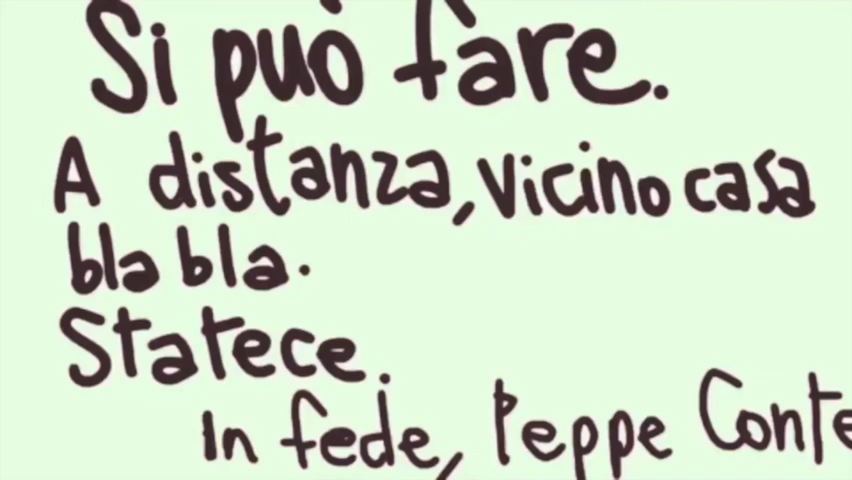 Si può fare.
A distanza, vicino casa
bla bla.
Statece.
In fede, Peppe Conte